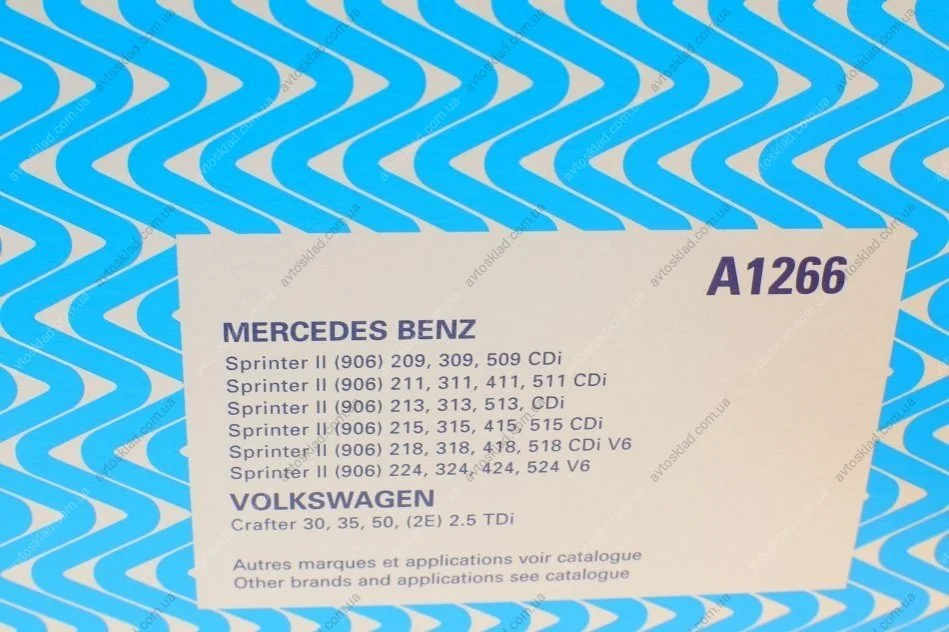 A1266
MERCEDES BENZ
Sprinter II (906) 209, 309, 509 CDi
Sprinter II (906) 211, 311, 411, 511 CDi
Sprinter II (906) 213, 313, 513, CDi
Sprinter II (906) 215, 315, 415, 515 CDi
Sprinter II (906) 218, 318, 418, 518 CDi V6
Sprinter II (906) 224, 324, 424, 524 V6
VOLKSWAGEN
Crafter 30, 35, 50, (2E) 2.5 TDi
Autres marques et applications voir catalogue
Other brands and applications see catalogue
avtosklad.com.ua